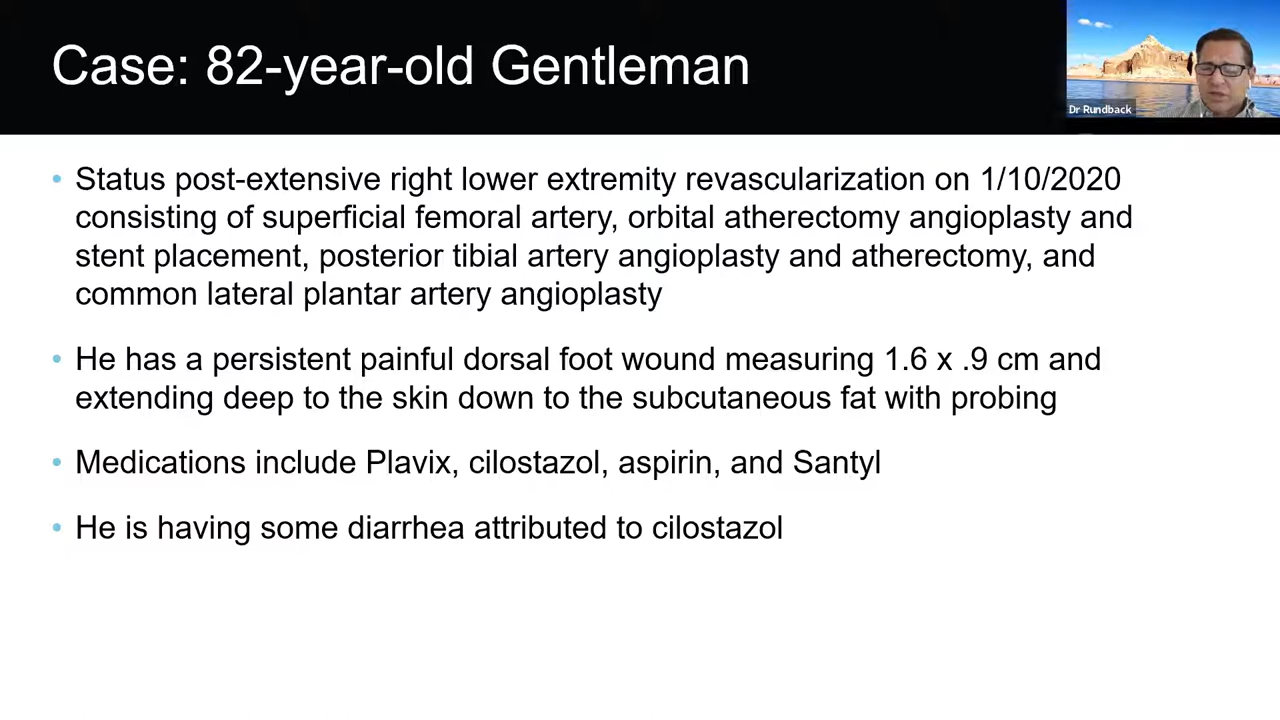 Case: 82-year-old Gentleman
Dr Rundback
• Status post-extensive right lower extremity revascularization on 1/10/2020
consisting of superficial femoral artery, orbital atherectomy angioplasty and
stent placement, posterior tibial artery angioplasty and atherectomy, and
common lateral plantar artery angioplasty
• He has a persistent painful dorsal foot wound measuring 1.6 x .9 cm and
extending deep to the skin down to the subcutaneous fat with probing
• Medications include Plavix, cilostazol, aspirin, and Santyl
• He is having some diarrhea attributed to cilostazol